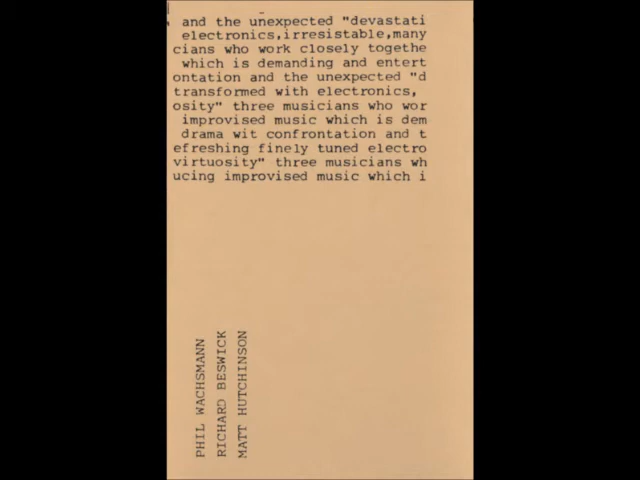 and the unexpected "devastati
electronics,irresistable,many
cians who work closely togethe
which is demanding and entert
ontation and the unexpected "d
transformed with electronics,
osity" three musicians who wor
improvised music which is dem
drama wit confrontation and t
efreshing finely tuned electro
virtuosity" three musicians wh
ucing improvised music which i
PHIL WACHSMANN
RICHARD BESWICK
MATT HUTCHINSON